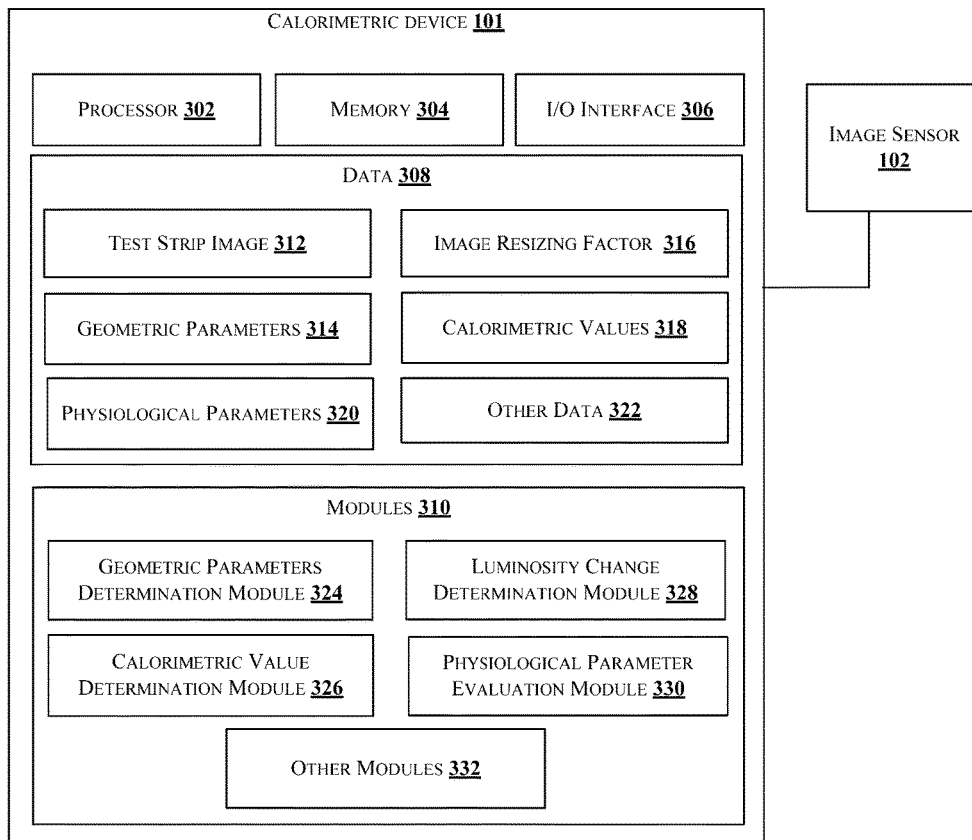 CALORIMETRIC DEVICE 101
PROCESSOR 302
MEMORY 304
I/O INTERFACE 306
IMAGE SENSOR
102
DATA 308
TEST STRIP IMAGE 312
IMAGE RESIZING FACTOR 316
GEOMETRIC PARAMETERS 314
CALORIMETRIC VALUES 318
PHYSIOLOGICAL PARAMETERS 320
OTHER DATA 322
MODULES 310
GEOMETRIC PARAMETERS
DETERMINATION MODULE 324
LUMINOSITY CHANGE
DETERMINATION MODULE 328
CALORIMETRIC VALUE
DETERMINATION MODULE 326
PHYSIOLOGICAL PARAMETER
EVALUATION MODULE 330
OTHER MODULES 332